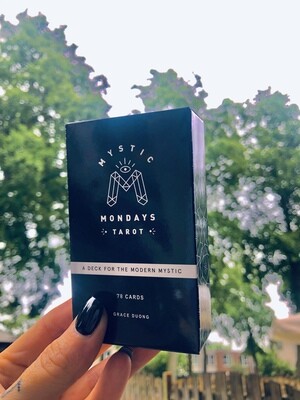 MYSTIC
MONDAYS
TAROT
A DECK FOR THE MODERN MYSTIC
78 CARDS
GRACE DUONG